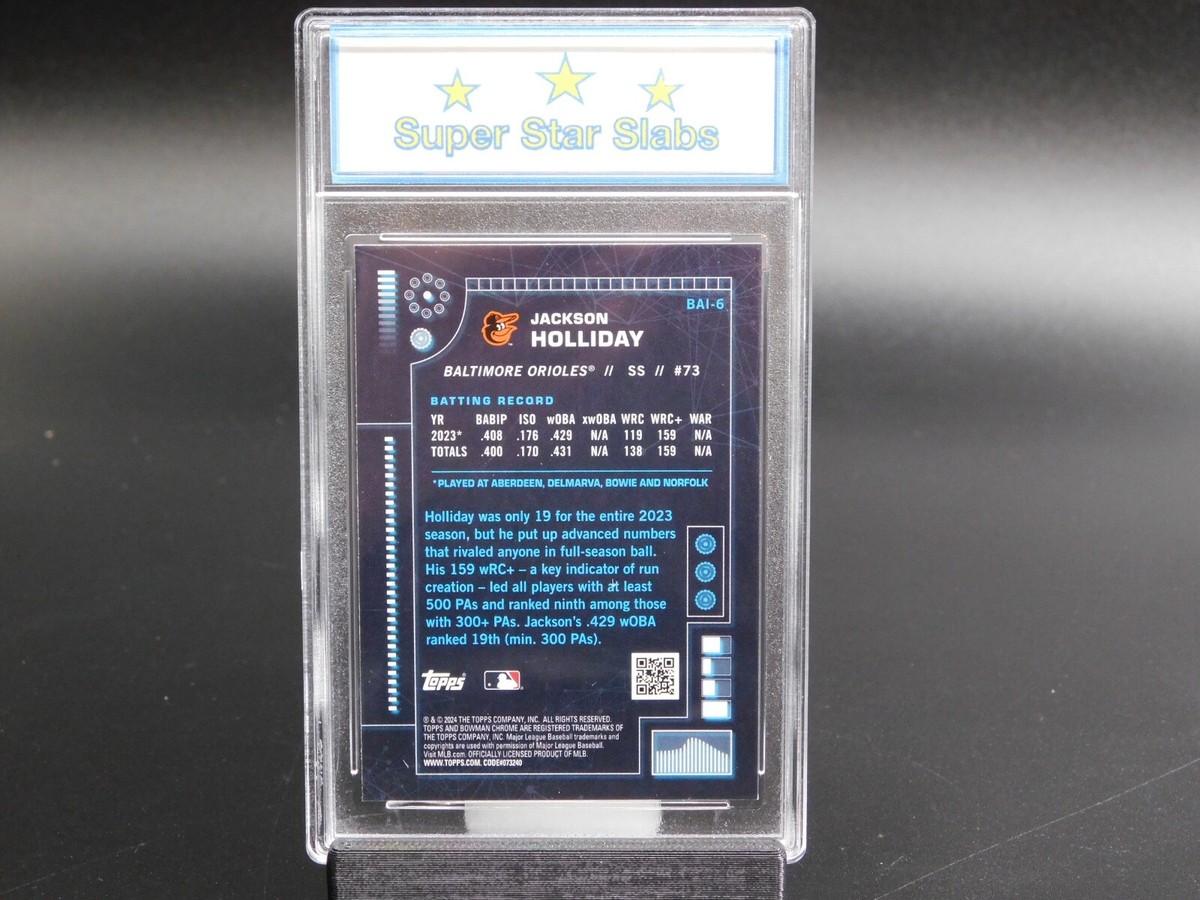 Super Star Slabs
BAI-6
JACKSON
HOLLIDAY
BALTIMORE ORIOLES® // SS // #73
BATTING RECORD
YR BABIP ISO wOBA xwOBA WRC WRC+ WAR
2023* .408 .176 .429 N/A 119 159 N/A
TOTALS .400 .170 .431 N/A 138 159 N/A
*PLAYED AT ABERDEEN, DELMARVA, BOWIE AND NORFOLK
Holliday was only 19 for the entire 2023
season, but he put up advanced numbers
that rivaled anyone in full-season ball.
His 159 wRC+ – a key indicator of run
creation – led all players with at least
500 PAs and ranked ninth among those
with 300+ PAs. Jackson's .429 wOBA
ranked 19th (min. 300 PAs).
Topps
® & © 2024 THE TOPPS COMPANY, INC. ALL RIGHTS RESERVED.
TOPPS AND BOWMAN CHROME ARE REGISTERED TRADEMARKS OF
THE TOPPS COMPANY, INC. Major League Baseball trademarks and
copyrights are used with permission of Major League Baseball.
Visit MLB.com. OFFICIALLY LICENSED PRODUCT OF MLB.
WWW.TOPPS.COM. CODE#073240